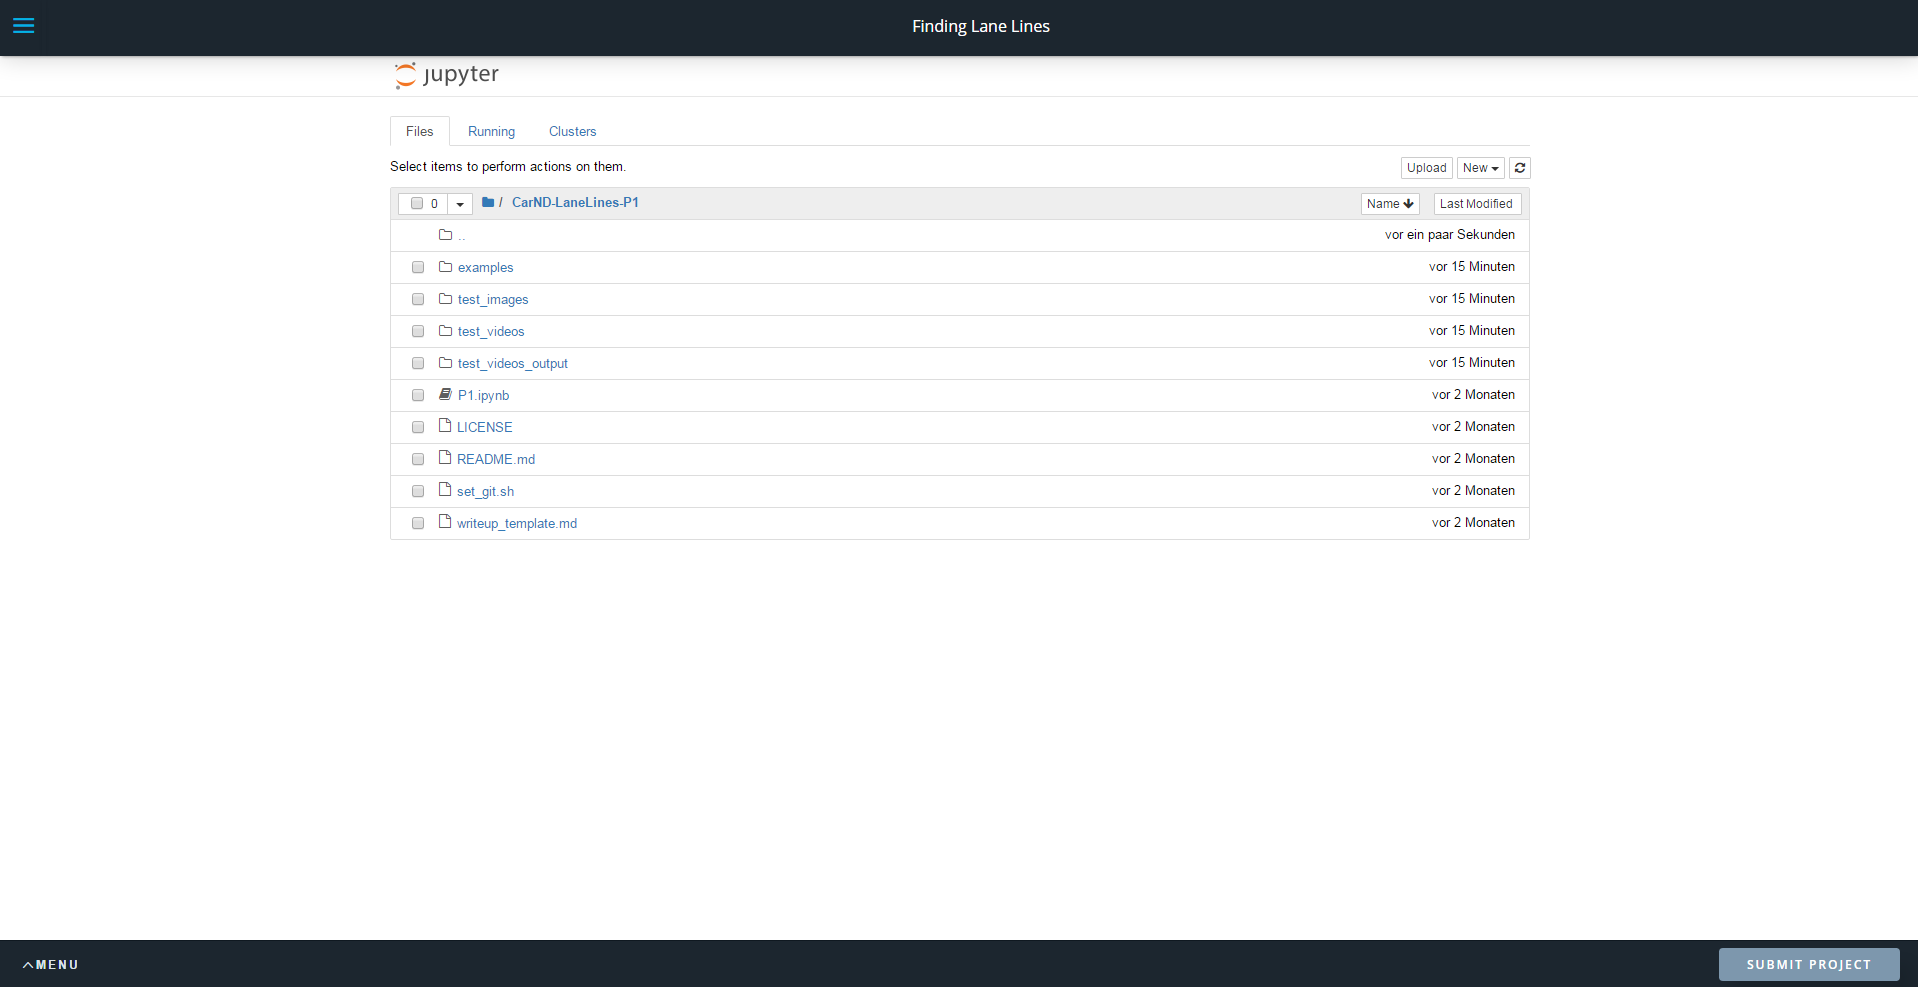 Finding Lane Lines
jupyter
Files Running Clusters
Select items to perform actions on them.
Upload New
0 / CarND-LaneLines-P1 Name Last Modified
.. vor ein paar Sekunden
examples vor 15 Minuten
test_images vor 15 Minuten
test_videos vor 15 Minuten
test_videos_output vor 15 Minuten
P1.ipynb vor 2 Monaten
LICENSE vor 2 Monaten
README.md vor 2 Monaten
set_git.sh vor 2 Monaten
writeup_template.md vor 2 Monaten
MENU SUBMIT PROJECT